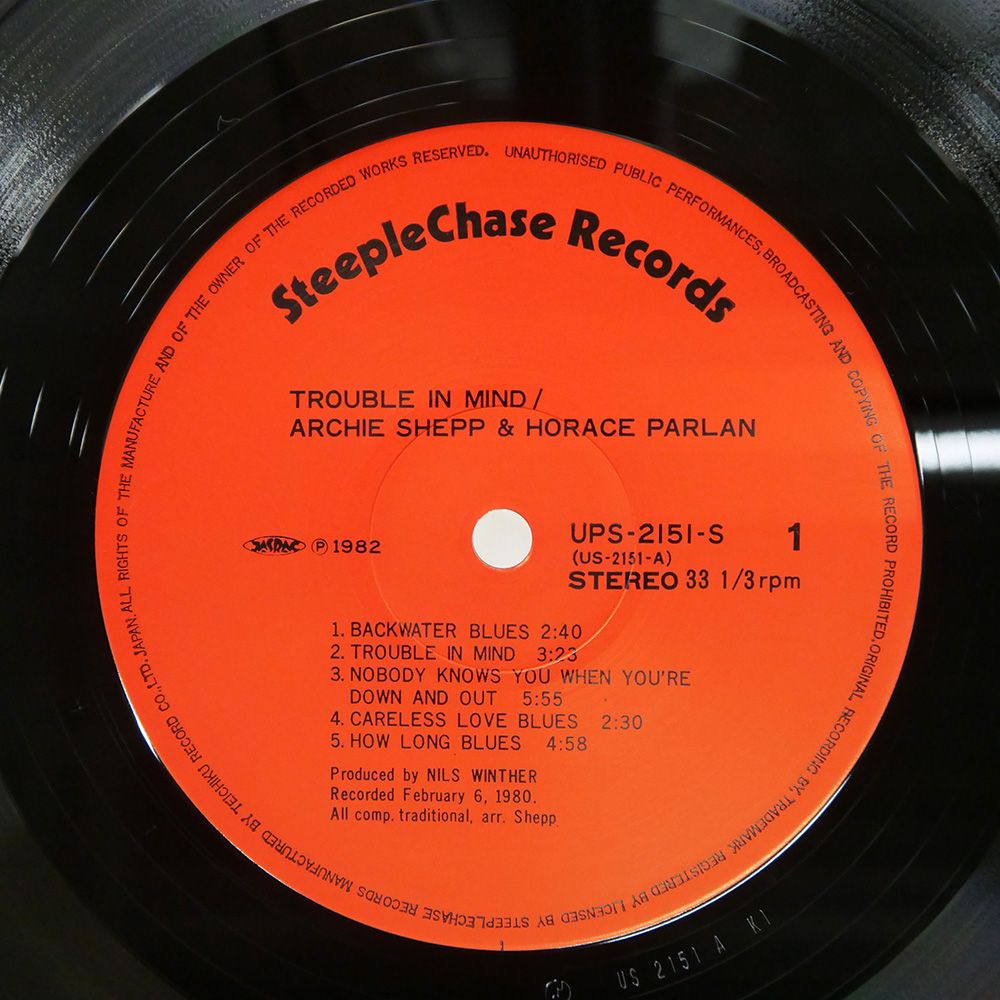 ALL RIGHTS OF THE MANUFACTURE AND OF THE OWNER OF THE RECORDED WORKS RESERVED. UNAUTHORISED PUBLIC PERFORMANCES, BROADCASTING AND COPYING OF THE RECORD PROHIBITED. ORIGINAL RECORDING BY, TRADEMARK REGISTERED BY LICENSED BY STEEPLECHASE RECORDS MANUFACTURED BY TEICHIKU RECORD CO., LTD. JAPAN.
SteepleChase Records
TROUBLE IN MIND /
ARCHIE SHEPP & HORACE PARLAN
JASRAC Ⓟ 1982
UPS-2151-S 1
(US-2151-A)
STEREO 33 1/3 rpm
1. BACKWATER BLUES 2:40
2. TROUBLE IN MIND 3:23
3. NOBODY KNOWS YOU WHEN YOU'RE
DOWN AND OUT 5:55
4. CARELESS LOVE BLUES 2:30
5. HOW LONG BLUES 4:58
Produced by NILS WINTHER
Recorded February 6, 1980.
All comp. traditional, arr. Shepp
US 2151 A K1